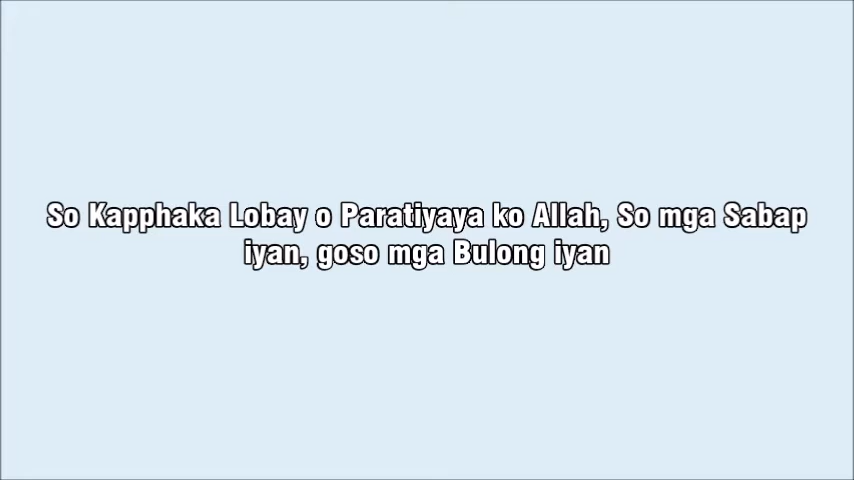 So Kapphaka Lobay o Paratiyaya ko Allah, So mga Sabap
iyan, goso mga Bulong iyan